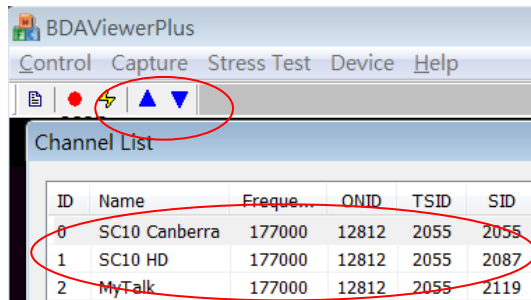 BDAViewerPlus
Control Capture Stress Test Device Help
Channel List
ID Name Freque... ONID TSID SID
0 SC10 Canberra 177000 12812 2055 2055
1 SC10 HD 177000 12812 2055 2087
2 MyTalk 177000 12812 2055 2119